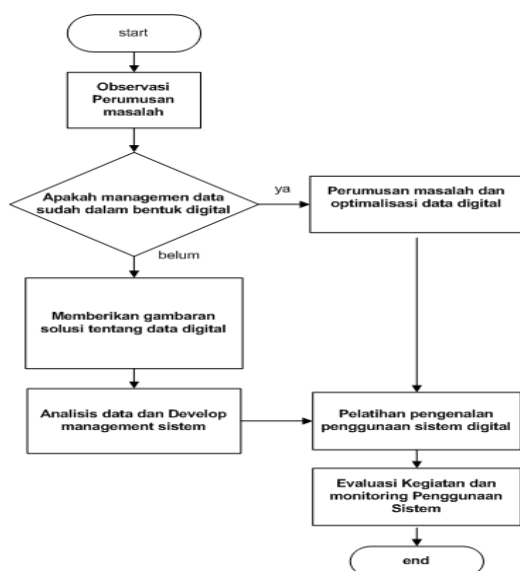 start
Observasi
Perumusan
masalah
Apakah managemen data
sudah dalam bentuk digital
ya
Perumusan masalah dan
optimalisasi data digital
belum
Memberikan gambaran
solusi tentang data digital
Analisis data dan Develop
management sistem
Pelatihan pengenalan
penggunaan sistem digital
Evaluasi Kegiatan dan
monitoring Penggunaan
Sistem
end